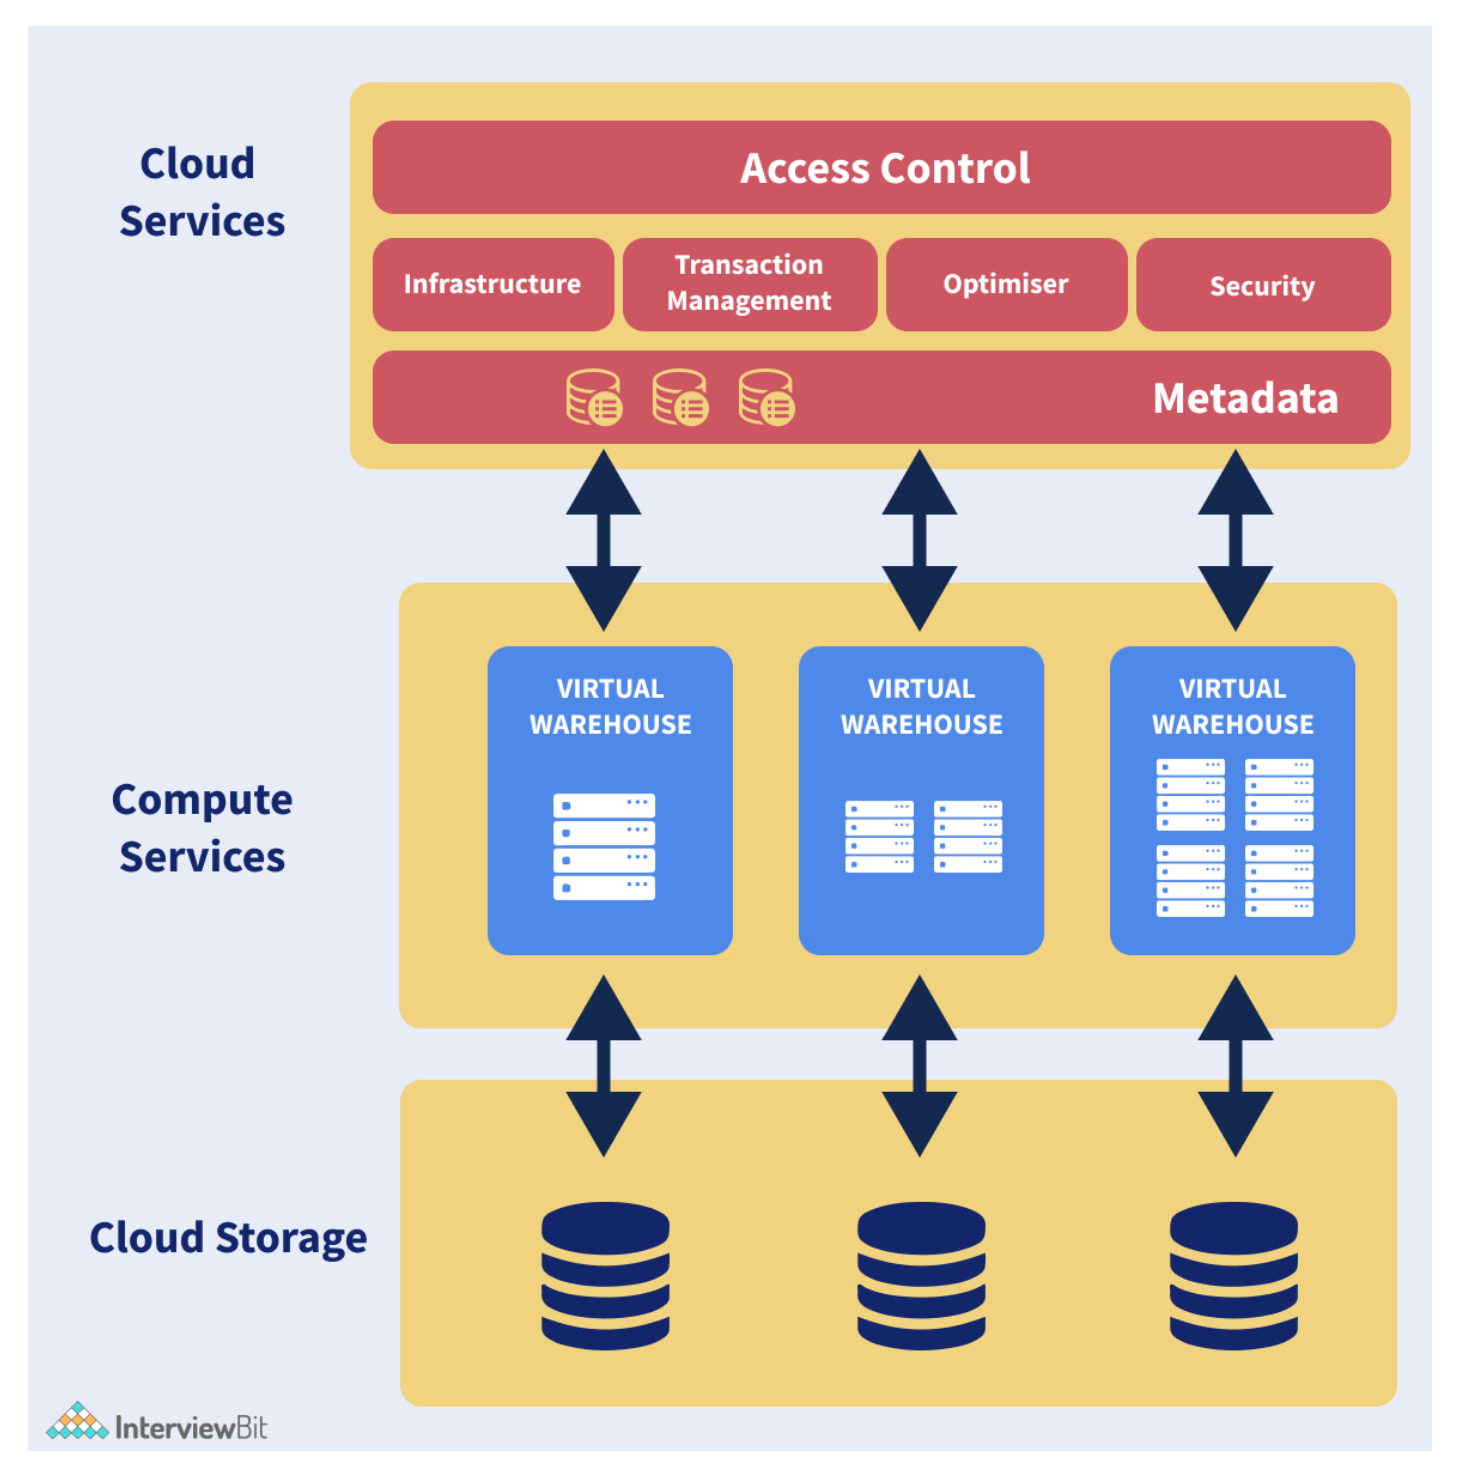 Cloud
Services
Access Control
Infrastructure
Transaction
Management
Optimiser
Security
Metadata
Compute
Services
VIRTUAL
WAREHOUSE
VIRTUAL
WAREHOUSE
VIRTUAL
WAREHOUSE
Cloud Storage
InterviewBit